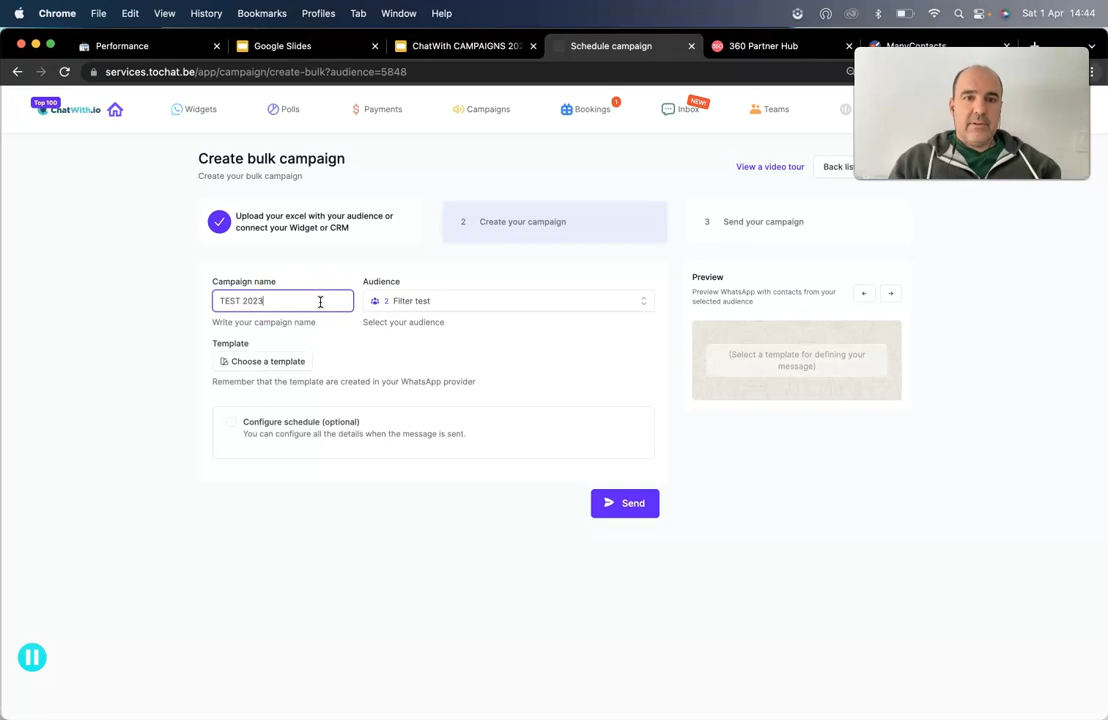 Chrome File Edit View History Bookmarks Profiles Tab Window Help Sat 1 Apr 14:44
Performance Google Slides ChatWith CAMPAIGNS 202 Schedule campaign 360 Partner Hub ManyContacts
services.tochat.be/app/campaign/create-bulk?audience=5848
Top 100 ChatWith.io Widgets Polls Payments Campaigns Bookings 1 Inbox NEW! Teams
Create bulk campaign
Create your bulk campaign
View a video tour Back list
Upload your excel with your audience or
connect your Widget or CRM
2 Create your campaign
3 Send your campaign
Campaign name
TEST 2023
Write your campaign name
Audience
2 Filter test
Select your audience
Template
Choose a template
Remember that the template are created in your WhatsApp provider
Configure schedule (optional)
You can configure all the details when the message is sent.
Send
Preview
Preview WhatsApp with contacts from your
selected audience
(Select a template for defining your
message)